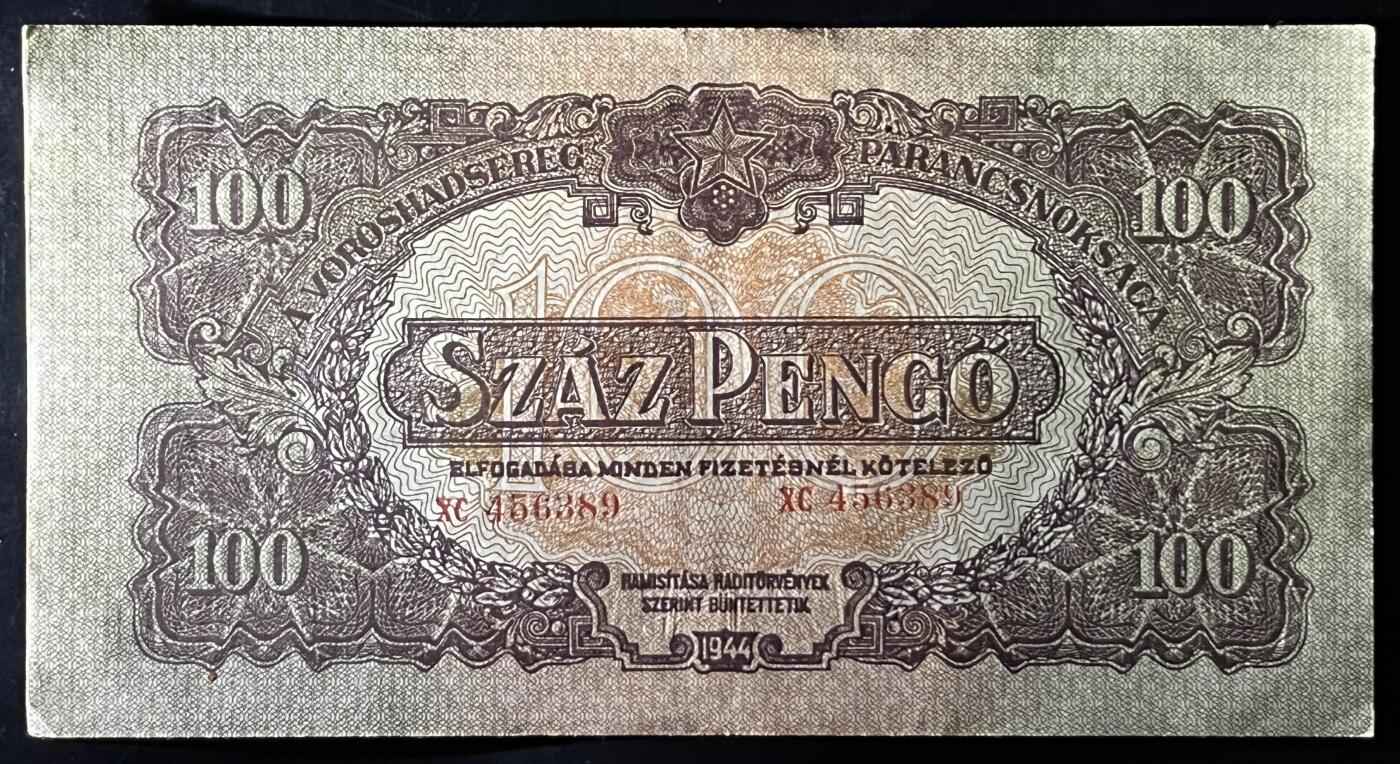 A VÖRÖSHADSEREG PARANCSNOKSÁGA
100 100
100
SZÁZ PENGŐ
ELFOGADÁSA MINDEN FIZETÉSNÉL KÖTELEZŐ
XC 456389 XC 456389
100 100
HAMISÍTÁSA HADITÖRVÉNYEK
SZERINT BÜNTETTETIK
1944